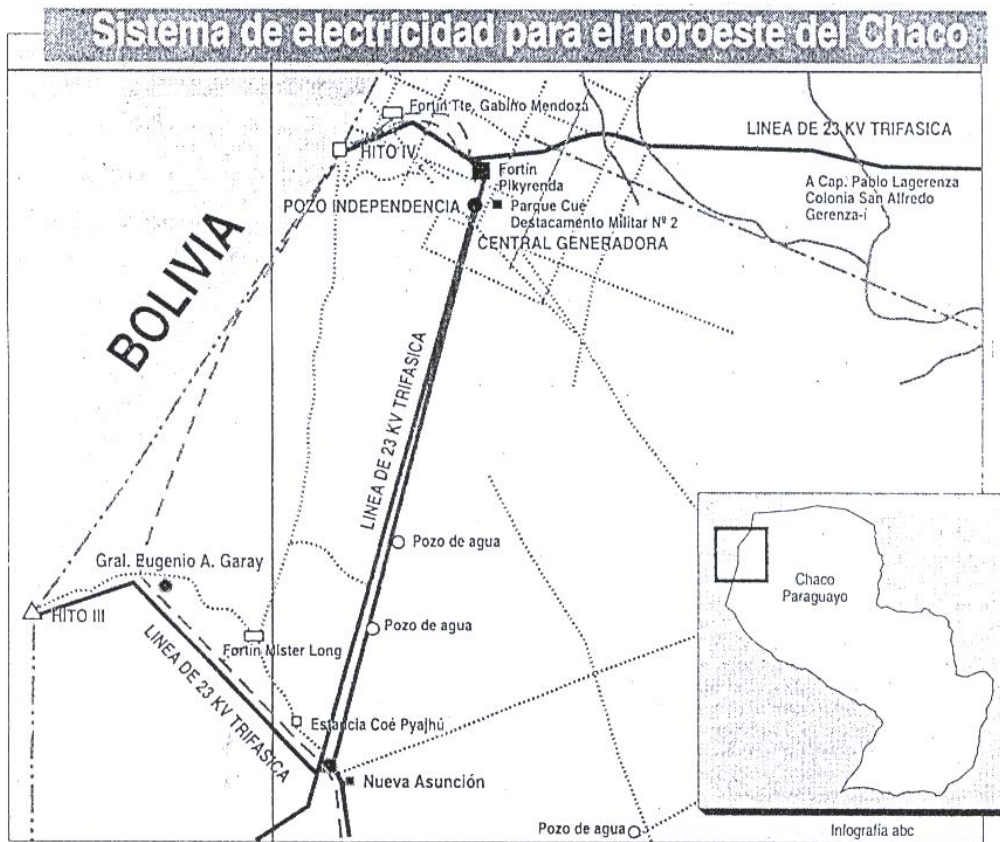 Sistema de electricidad para el noroeste del Chaco
Fortín Tte. Gabino Mendoza
HITO IV
LINEA DE 23 KV TRIFASICA
Fortín
Pikyrenda
A Cap. Pablo Lagerenza
Colonia San Alfredo
Gerenza-í
POZO INDEPENDENCIA
Parque Cué
Destacamento Militar Nº 2
CENTRAL GENERADORA
BOLIVIA
LINEA DE 23 KV TRIFASICA
Pozo de agua
Gral. Eugenio A. Garay
Chaco
Paraguayo
HITO III
Pozo de agua
Fortín Mister Long
LINEA DE 23 KV TRIFASICA
Estancia Coé Pyajhú
Nueva Asunción
Pozo de agua
Infografía abc